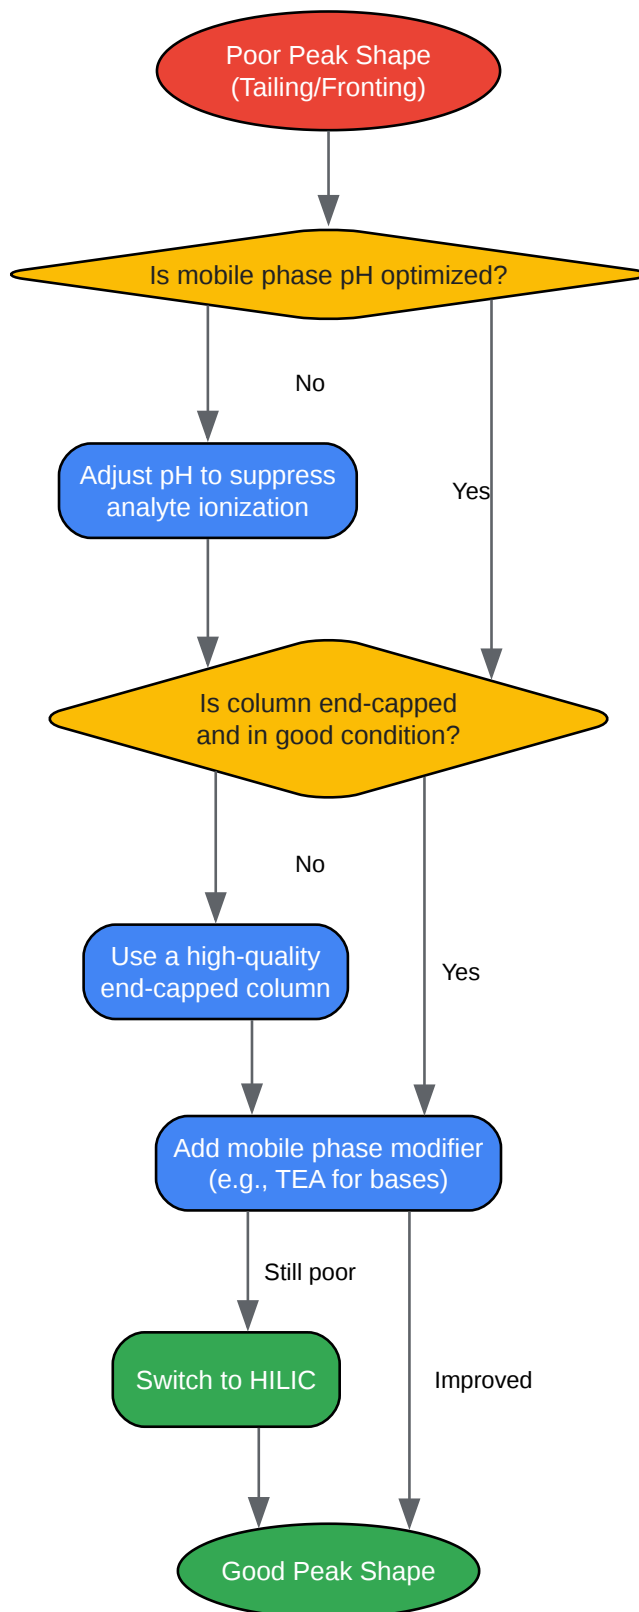 Poor Peak Shape
(Tailing/Fronting)
Is mobile phase pH optimized?
No
Adjust pH to suppress
analyte ionization
Yes
Is column end-capped
and in good condition?
No
Use a high-quality
end-capped column
Yes
Add mobile phase modifier
(e.g., TEA for bases)
Still poor
Switch to HILIC
Improved
Good Peak Shape